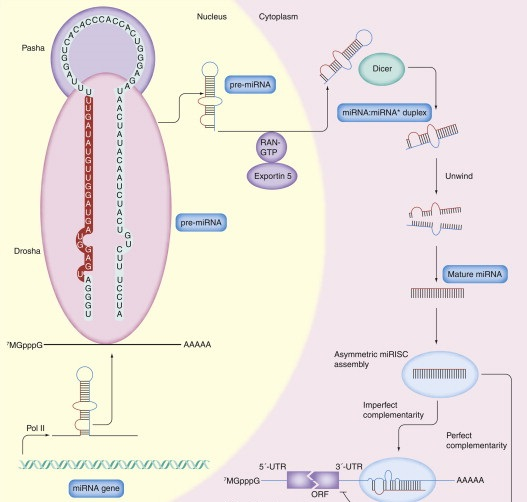 Nucleus
Cytoplasm
Pasha
pre-miRNA
Dicer
miRNA:miRNA* duplex
RAN-
GTP
Exportin 5
Unwind
pre-miRNA
Drosha
Mature miRNA
⁷MGpppG
AAAAA
Asymmetric miRISC
assembly
Imperfect
complementarity
Perfect
complementarity
Pol II
miRNA gene
5´-UTR
3´-UTR
⁷MGpppG
ORF
AAAAA